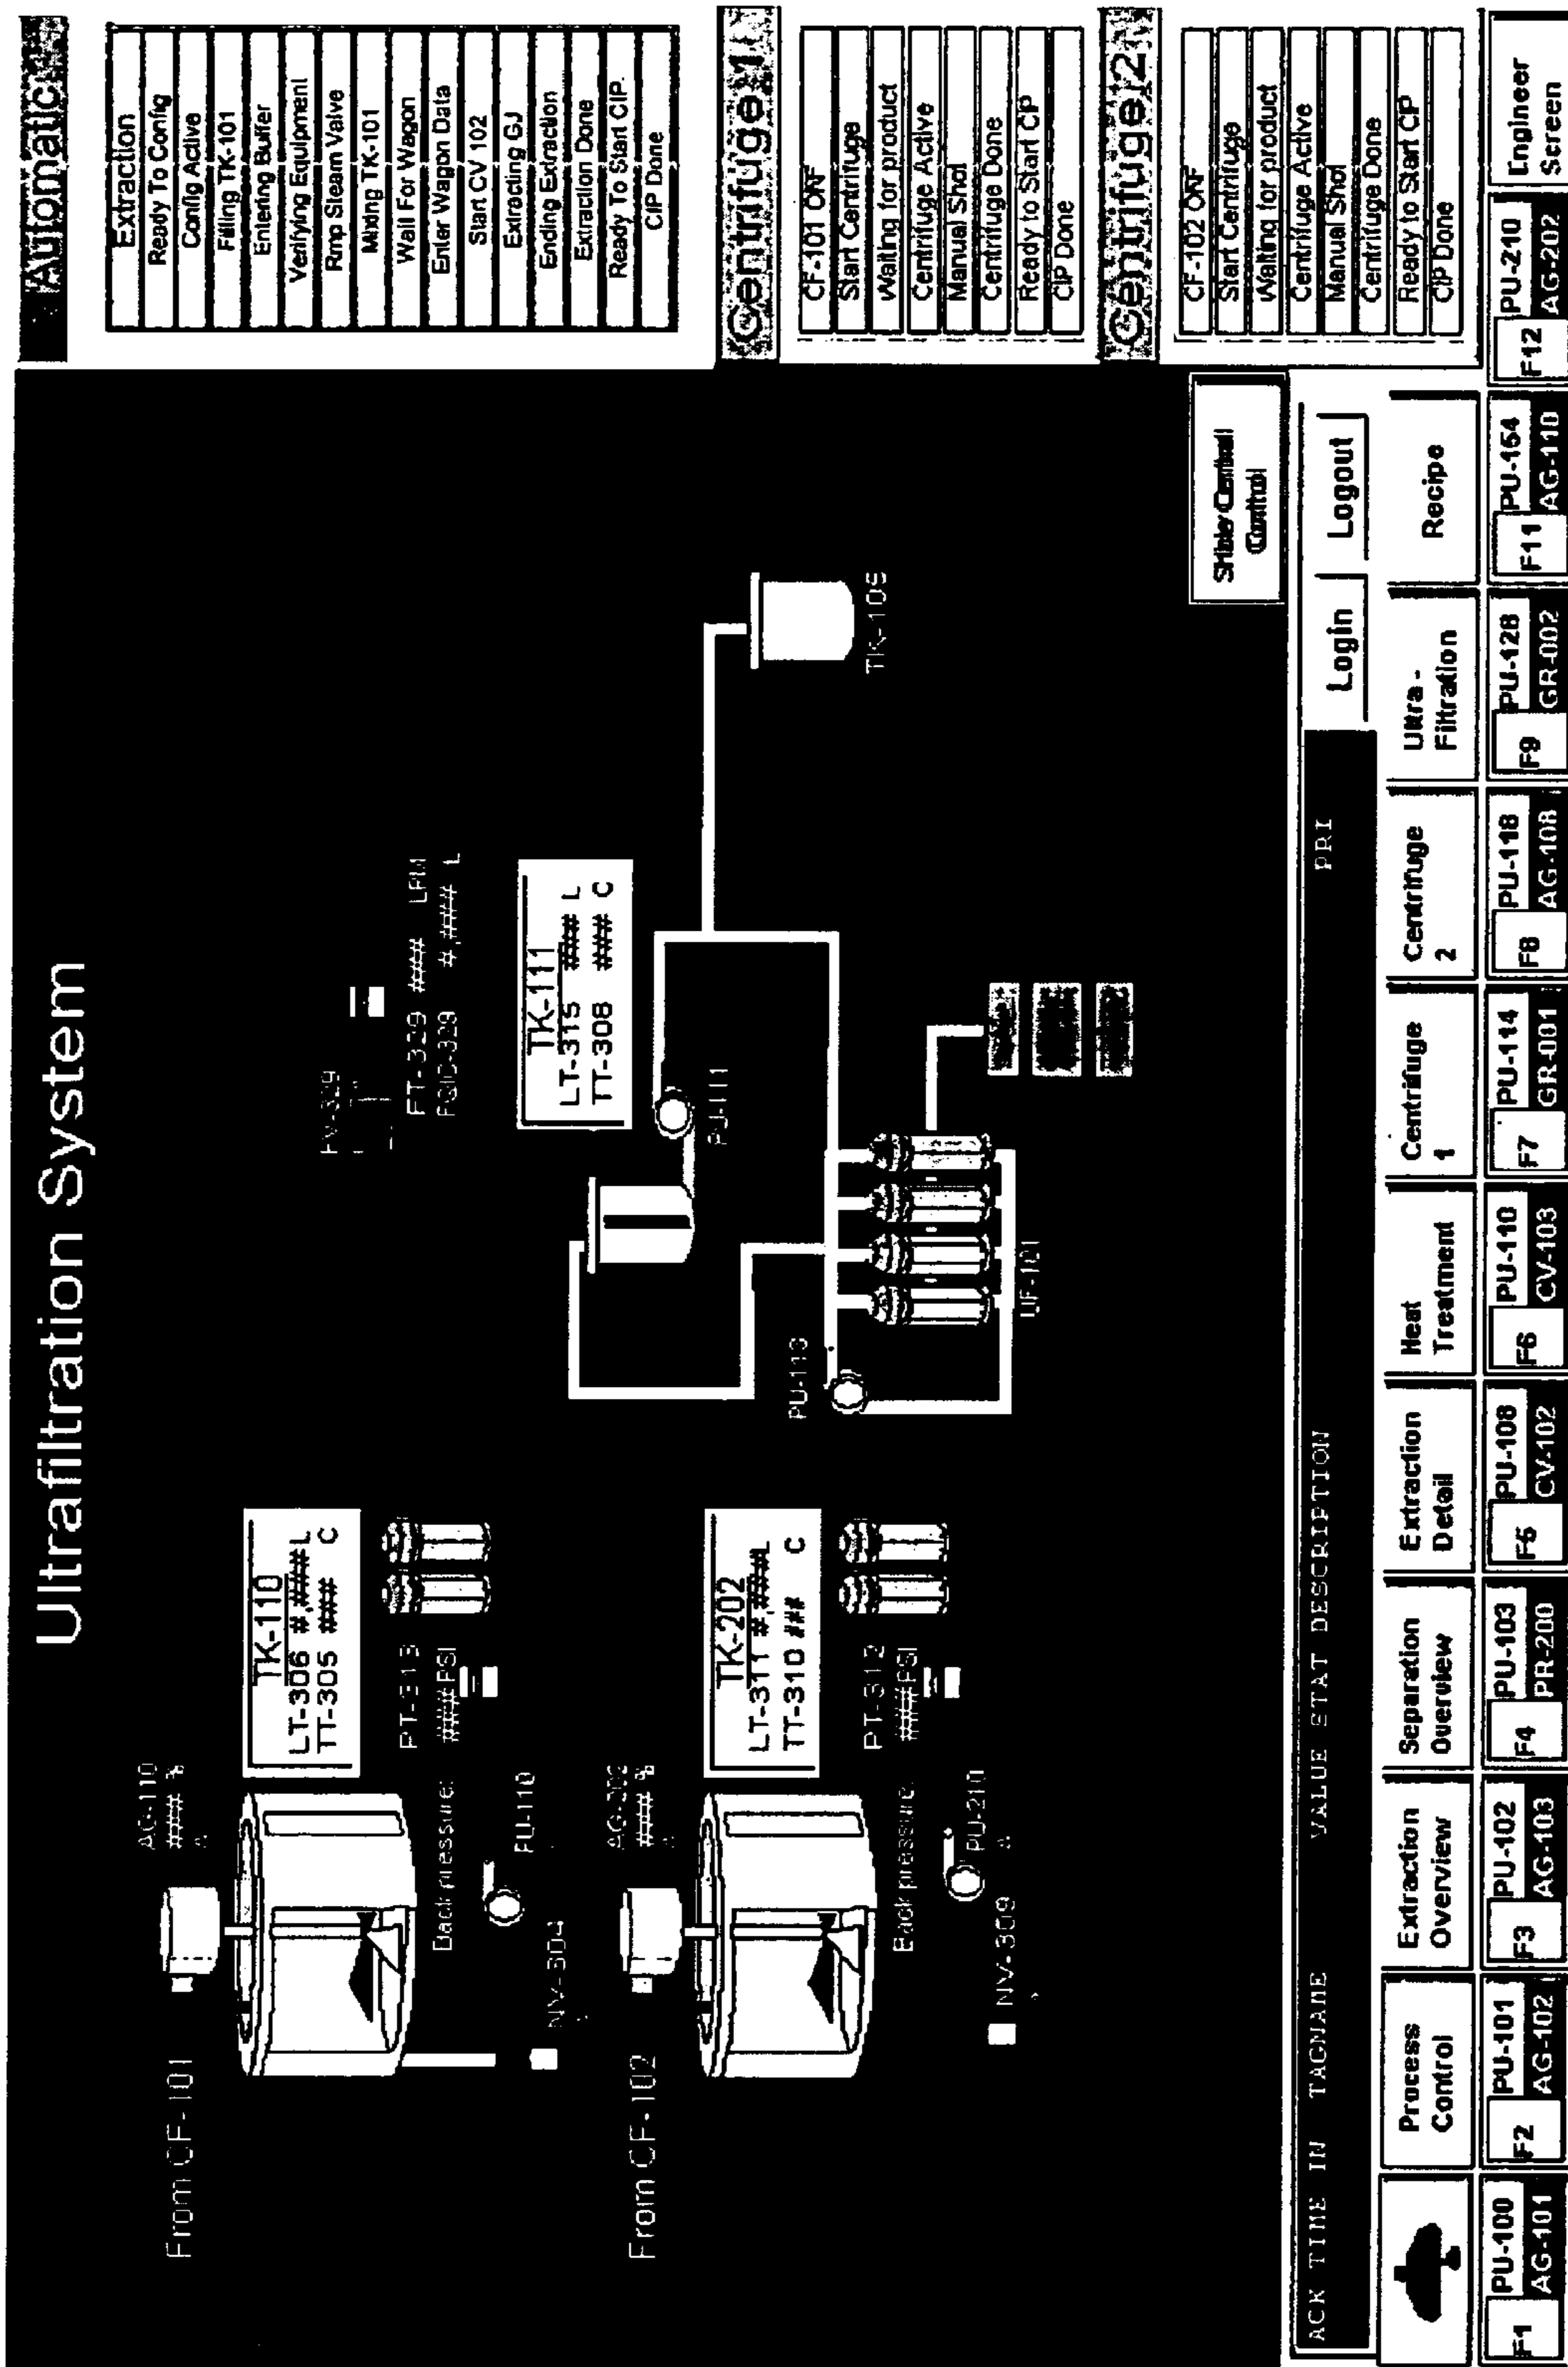 Ultrafiltration System
Automatic
Extraction
Ready To Config
Config Active
Filling TK-101
Entering Buffer
Verifying Equipment
Rmp Steam Valve
Mixing TK-101
Wait For Wagon
Enter Wagon Data
Start CV 102
Extracting GJ
Ending Extraction
Extraction Done
Ready To Start CIP
CIP Done
Centrifuge 1
CF-101 Off
Start Centrifuge
Waiting for product
Centrifuge Active
Manual Shot
Centrifuge Done
Ready to Start CIP
CIP Done
Centrifuge 2
CF-102 Off
Start Centrifuge
Waiting for product
Centrifuge Active
Manual Shot
Centrifuge Done
Ready to Start CIP
CIP Done
From CF-101
AG-110
### %
A
TK-110
LT-306 #,###L
TT-305 ### C
PT-313
Back pressure: ###PSI
PU-110
NV-304
From CF-102
AG-202
### %
A
TK-202
LT-311 #,###L
TT-310 ### C
PT-312
Back pressure: ###PSI
PU-210
A
NV-309
FV-329
FT-329 ### LPM
FQIC-329 #,### L
TK-111
LT-315 ### L
TT-308 ### C
PU-111
PU-113
UF-101
Control
ACK TIME IN TAGNAME VALUE STAT DESCRIPTION PRI
Login
Logout
Process Control
Extraction Overview
Separation Overview
Extraction Detail
Heat Treatment
Centrifuge 1
Centrifuge 2
Ultra-Filtration
Recipe
F1 PU-100 AG-101
F2 PU-101 AG-102
F3 PU-102 AG-103
F4 PU-103 PR-200
F5 PU-108 CV-102
F6 PU-110 CV-103
F7 PU-114 GR-001
F8 PU-118 AG-108
F9 PU-128 GR-002
F11 PU-164 AG-110
F12 PU-210 AG-202
Engineer Screen